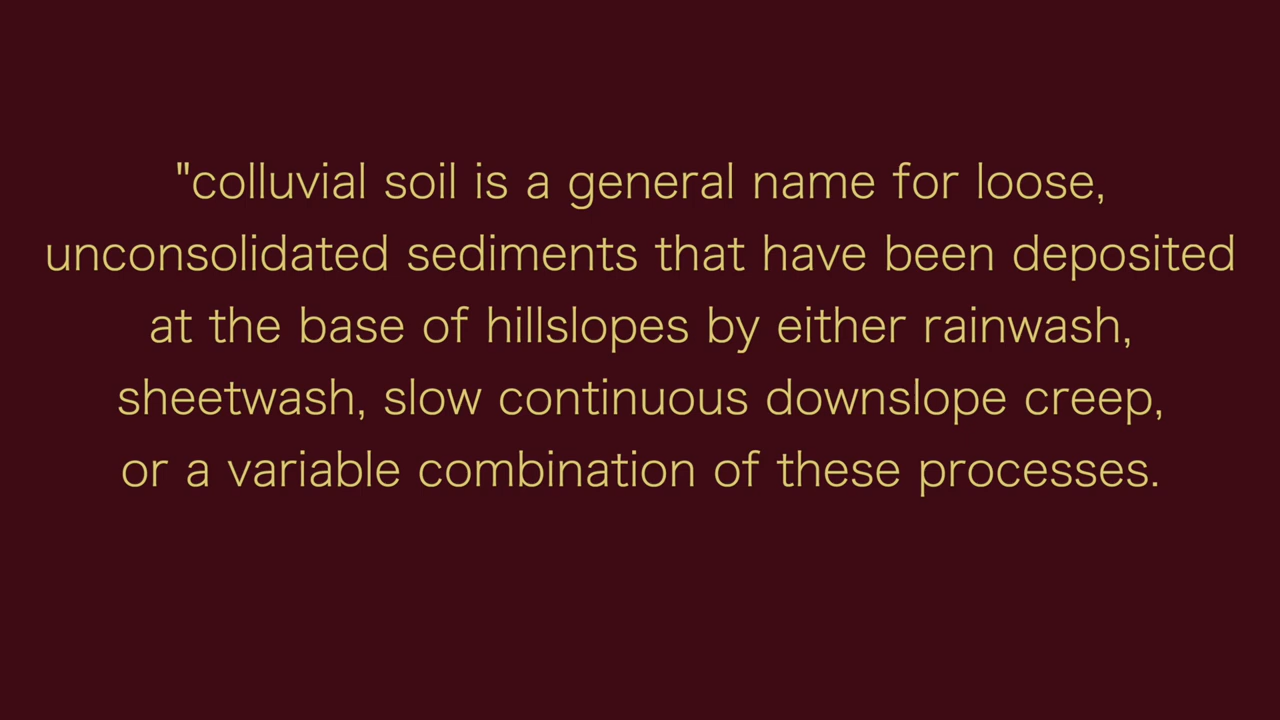 "colluvial soil is a general name for loose,
unconsolidated sediments that have been deposited
at the base of hillslopes by either rainwash,
sheetwash, slow continuous downslope creep,
or a variable combination of these processes.